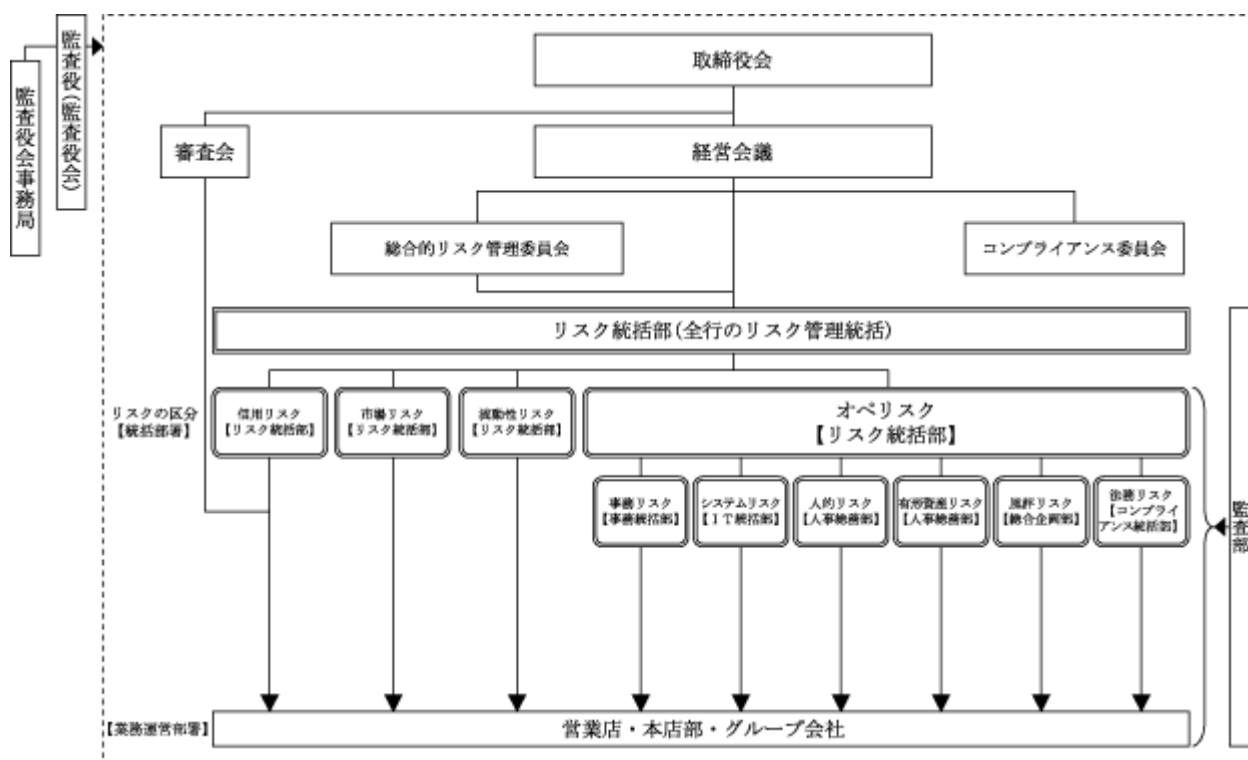 監査役会事務局
監査役(監査役会)
取締役会
審査会
経営会議
総合的リスク管理委員会
コンプライアンス委員会
リスク統括部(全行のリスク管理統括)
リスクの区分
【統括部署】
信用リスク
【リスク統括部】
市場リスク
【リスク統括部】
流動性リスク
【リスク統括部】
オペリスク
【リスク統括部】
事務リスク
【事務統括部】
システムリスク
【IT統括部】
人的リスク
【人事総務部】
有形資産リスク
【人事総務部】
風評リスク
【総合企画部】
法務リスク
【コンプライ
アンス統括部】
監査部
【業務運営部署】
営業店・本店部・グループ会社